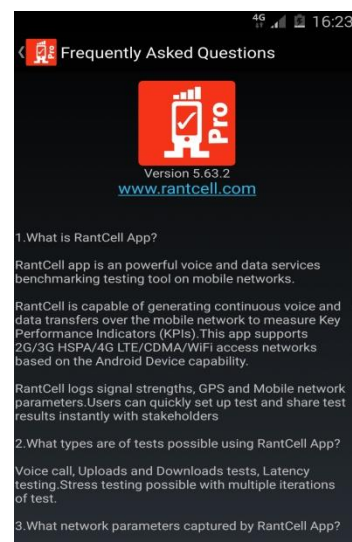 4G 16:23
Frequently Asked Questions
Pro
Version 5.63.2
www.rantcell.com
1.What is RantCell App?
RantCell app is an powerful voice and data services
benchmarking testing tool on mobile networks.
RantCell is capable of generating continuous voice and
data transfers over the mobile network to measure Key
Performance Indicators (KPIs).This app supports
2G/3G HSPA/4G LTE/CDMA/WiFi access networks
based on the Android Device capability.
RantCell logs signal strengths, GPS and Mobile network
parameters.Users can quickly set up test and share test
results instantly with stakeholders
2.What types are of tests possible using RantCell App?
Voice call, Uploads and Downloads tests, Latency
testing.Stress testing possible with multiple iterations
of test.
3.What network parameters captured by RantCell App?